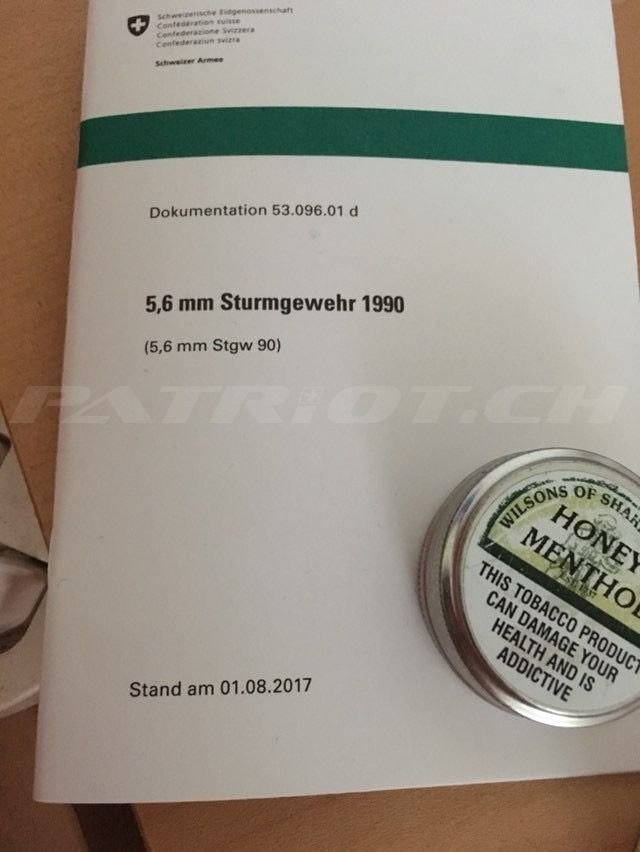 Schweizerische Eidgenossenschaft
Confédération suisse
Confederazione Svizzera
Confederaziun svizra
Schweizer Armee
Dokumentation 53.096.01 d
5,6 mm Sturmgewehr 1990
(5,6 mm Stgw 90)
PATRIOT.CH
WILSONS OF
HONEY
MENTHOL
THIS TOBACCO PRODUCT
CAN DAMAGE YOUR
HEALTH AND IS
ADDICTIVE
Stand am 01.08.2017